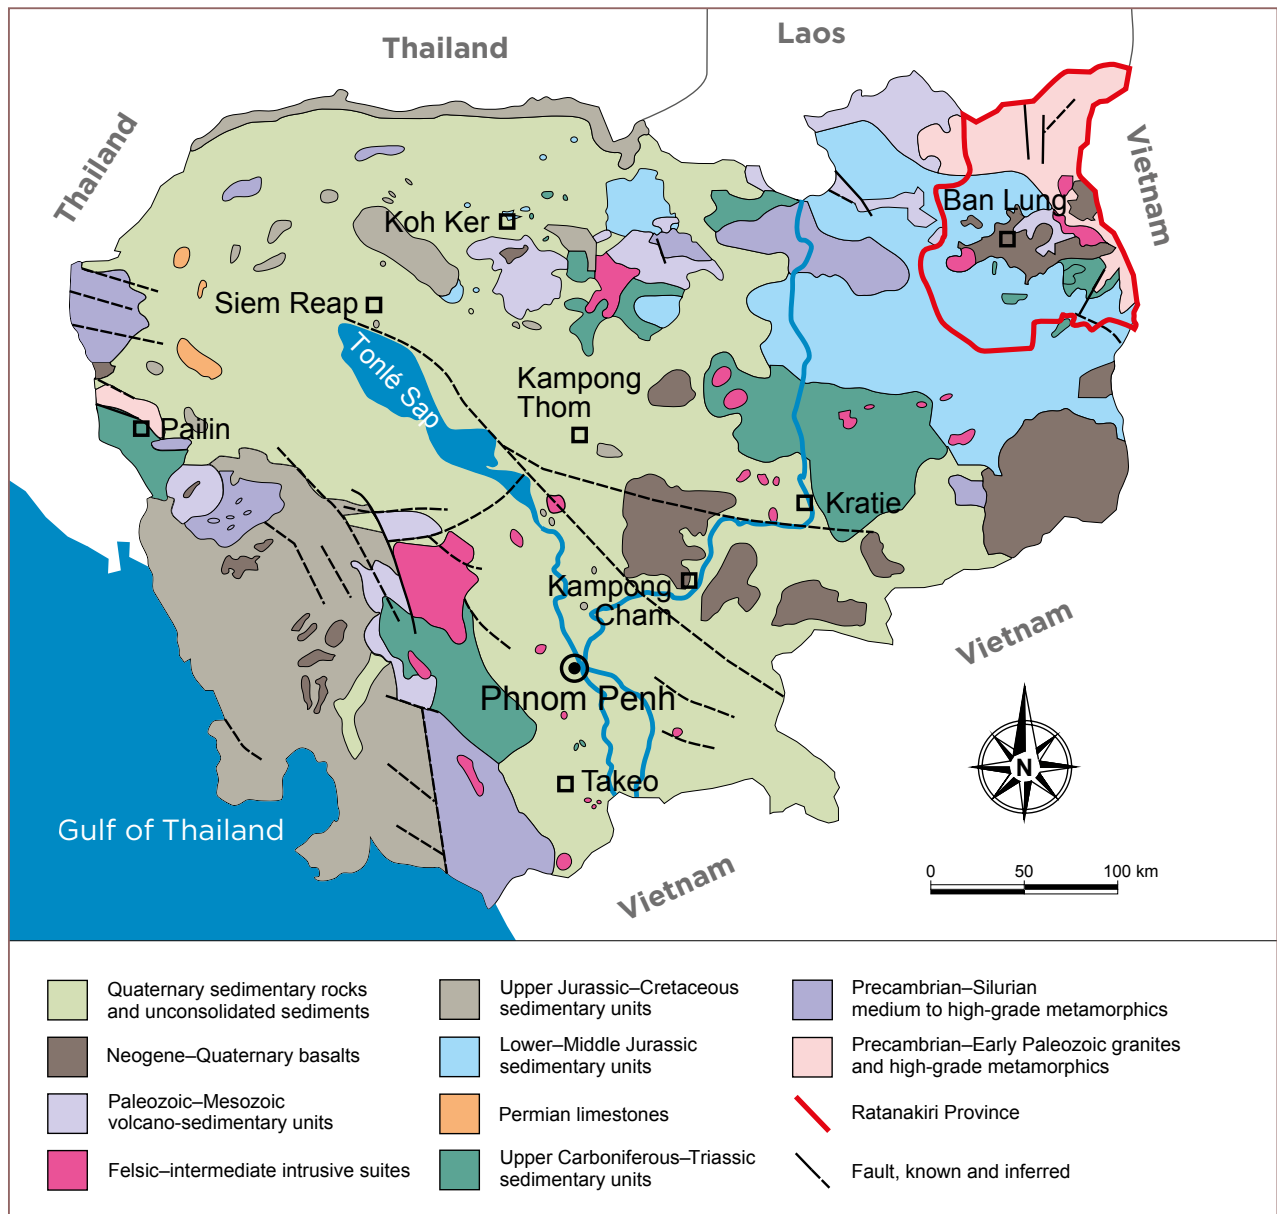 Thailand
Laos
Thailand
Vietnam
Ban Lung
Koh Ker
Siem Reap
Tonlé Sap
Kampong
Thom
Pailin
Kratie
Kampong
Cham
Vietnam
Phnom Penh
Takeo
N
Gulf of Thailand
Vietnam
0 50 100 km
Quaternary sedimentary rocks
and unconsolidated sediments
Neogene–Quaternary basalts
Paleozoic–Mesozoic
volcano-sedimentary units
Felsic–intermediate intrusive suites
Upper Jurassic–Cretaceous
sedimentary units
Lower–Middle Jurassic
sedimentary units
Permian limestones
Upper Carboniferous–Triassic
sedimentary units
Precambrian–Silurian
medium to high-grade metamorphics
Precambrian–Early Paleozoic granites
and high-grade metamorphics
Ratanakiri Province
Fault, known and inferred